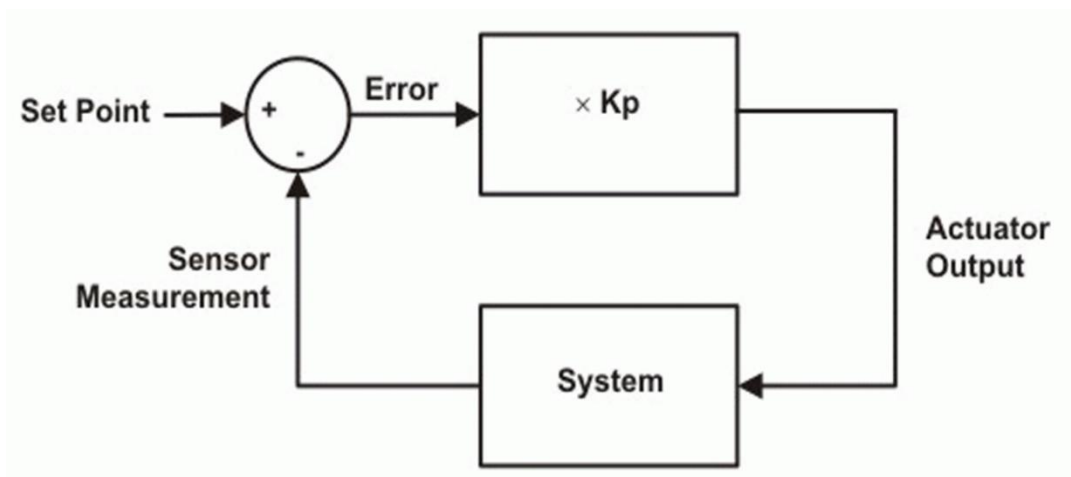 Set Point
+
-
Error
× Kp
Actuator
Output
System
Sensor
Measurement